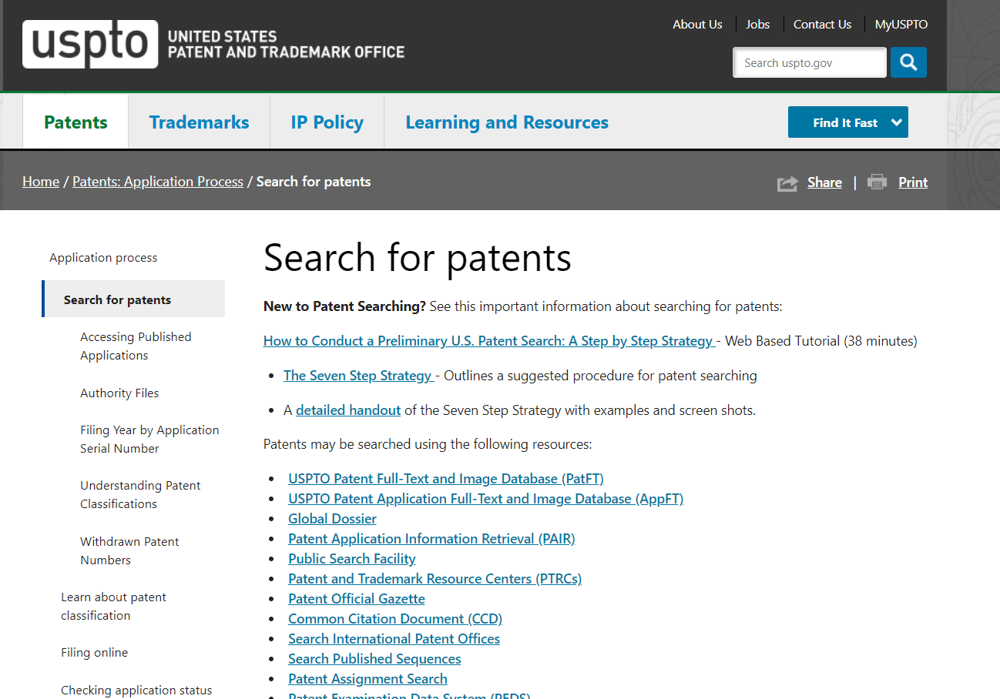 uspto
UNITED STATES
PATENT AND TRADEMARK OFFICE
About Us
Jobs
Contact Us
MyUSPTO
Search uspto.gov
Patents
Trademarks
IP Policy
Learning and Resources
Find It Fast
Home / Patents: Application Process / Search for patents
Share | Print
Application process
Search for patents
Accessing Published
Applications
Authority Files
Filing Year by Application
Serial Number
Understanding Patent
Classifications
Withdrawn Patent
Numbers
Learn about patent
classification
Filing online
Checking application status
Search for patents
New to Patent Searching? See this important information about searching for patents:
How to Conduct a Preliminary U.S. Patent Search: A Step by Step Strategy - Web Based Tutorial (38 minutes)
• The Seven Step Strategy - Outlines a suggested procedure for patent searching
• A detailed handout of the Seven Step Strategy with examples and screen shots.
Patents may be searched using the following resources:
• USPTO Patent Full-Text and Image Database (PatFT)
• USPTO Patent Application Full-Text and Image Database (AppFT)
• Global Dossier
• Patent Application Information Retrieval (PAIR)
• Public Search Facility
• Patent and Trademark Resource Centers (PTRCs)
• Patent Official Gazette
• Common Citation Document (CCD)
• Search International Patent Offices
• Search Published Sequences
• Patent Assignment Search
• Patent Examination Data System (PEDS)